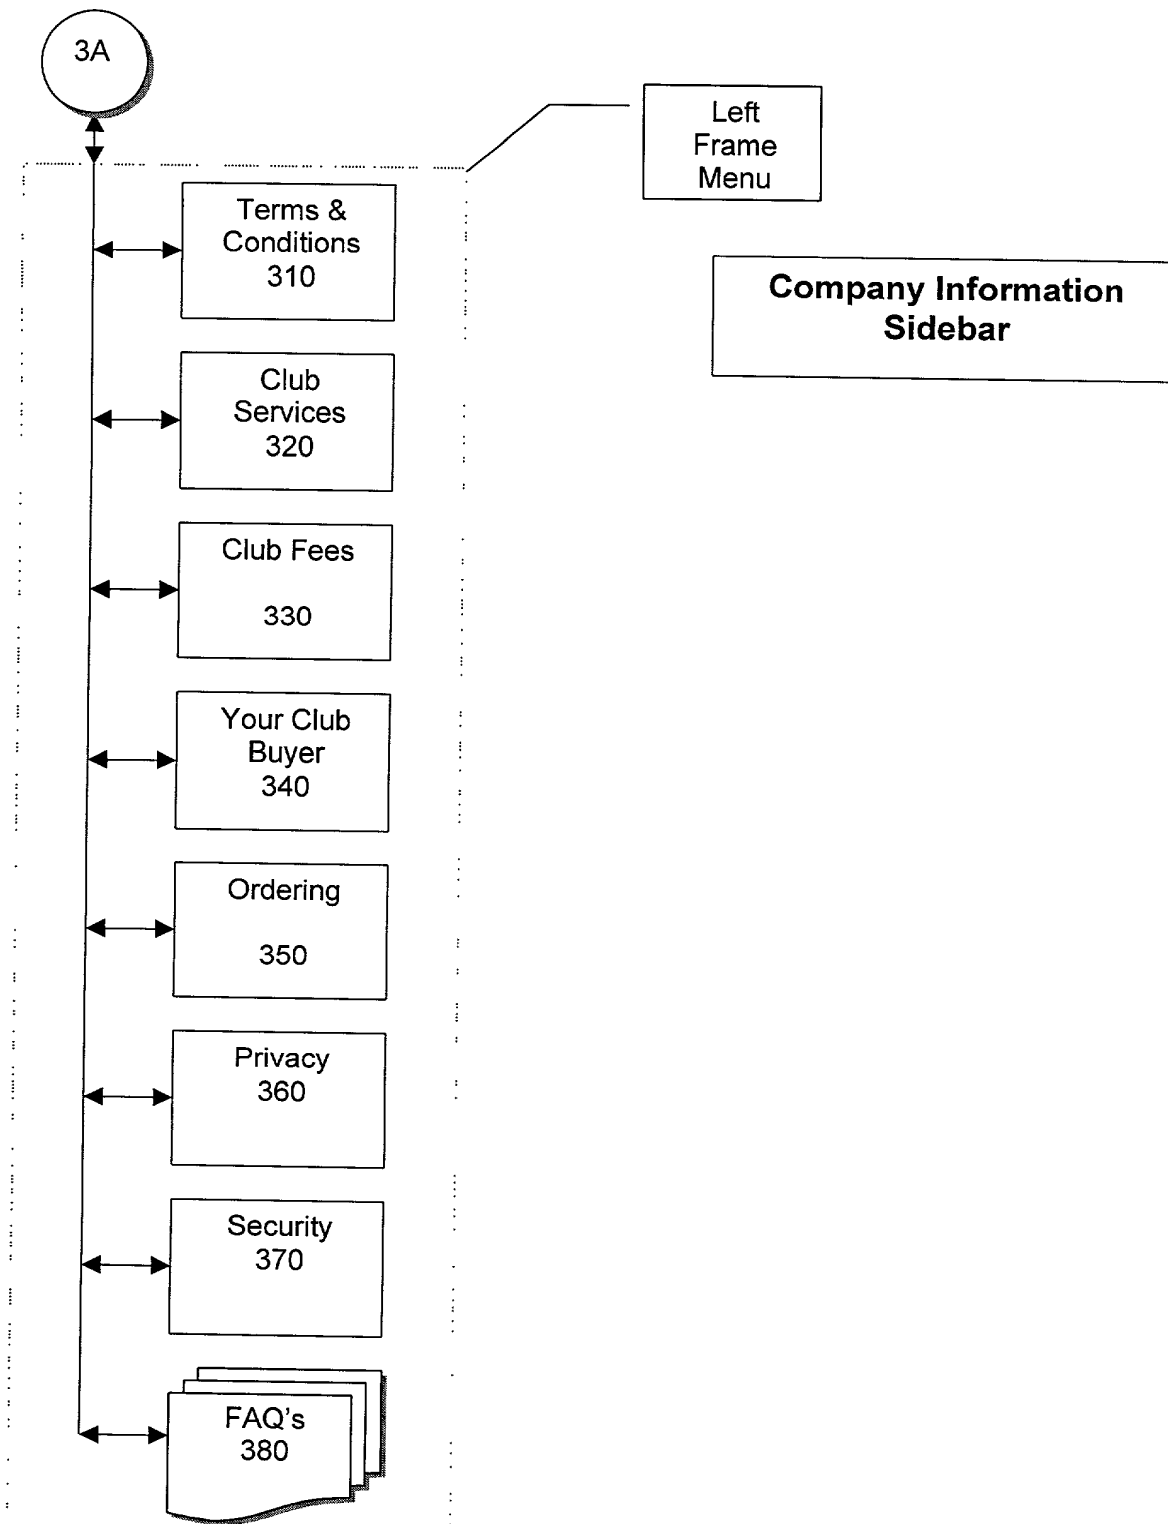 3A
Left
Frame
Menu
Terms &
Conditions
310
Company Information
Sidebar
Club
Services
320
Club Fees
330
Your Club
Buyer
340
Ordering
350
Privacy
360
Security
370
FAQ's
380